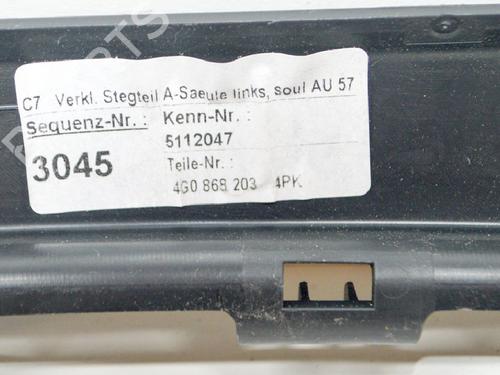 C7 Verkl. Stegteil A-Saeule links, soul AU 57
Sequenz-Nr. : Kenn-Nr. :
3045 5112047
Teile-Nr. :
4G0 868 203 4PK
PARTS